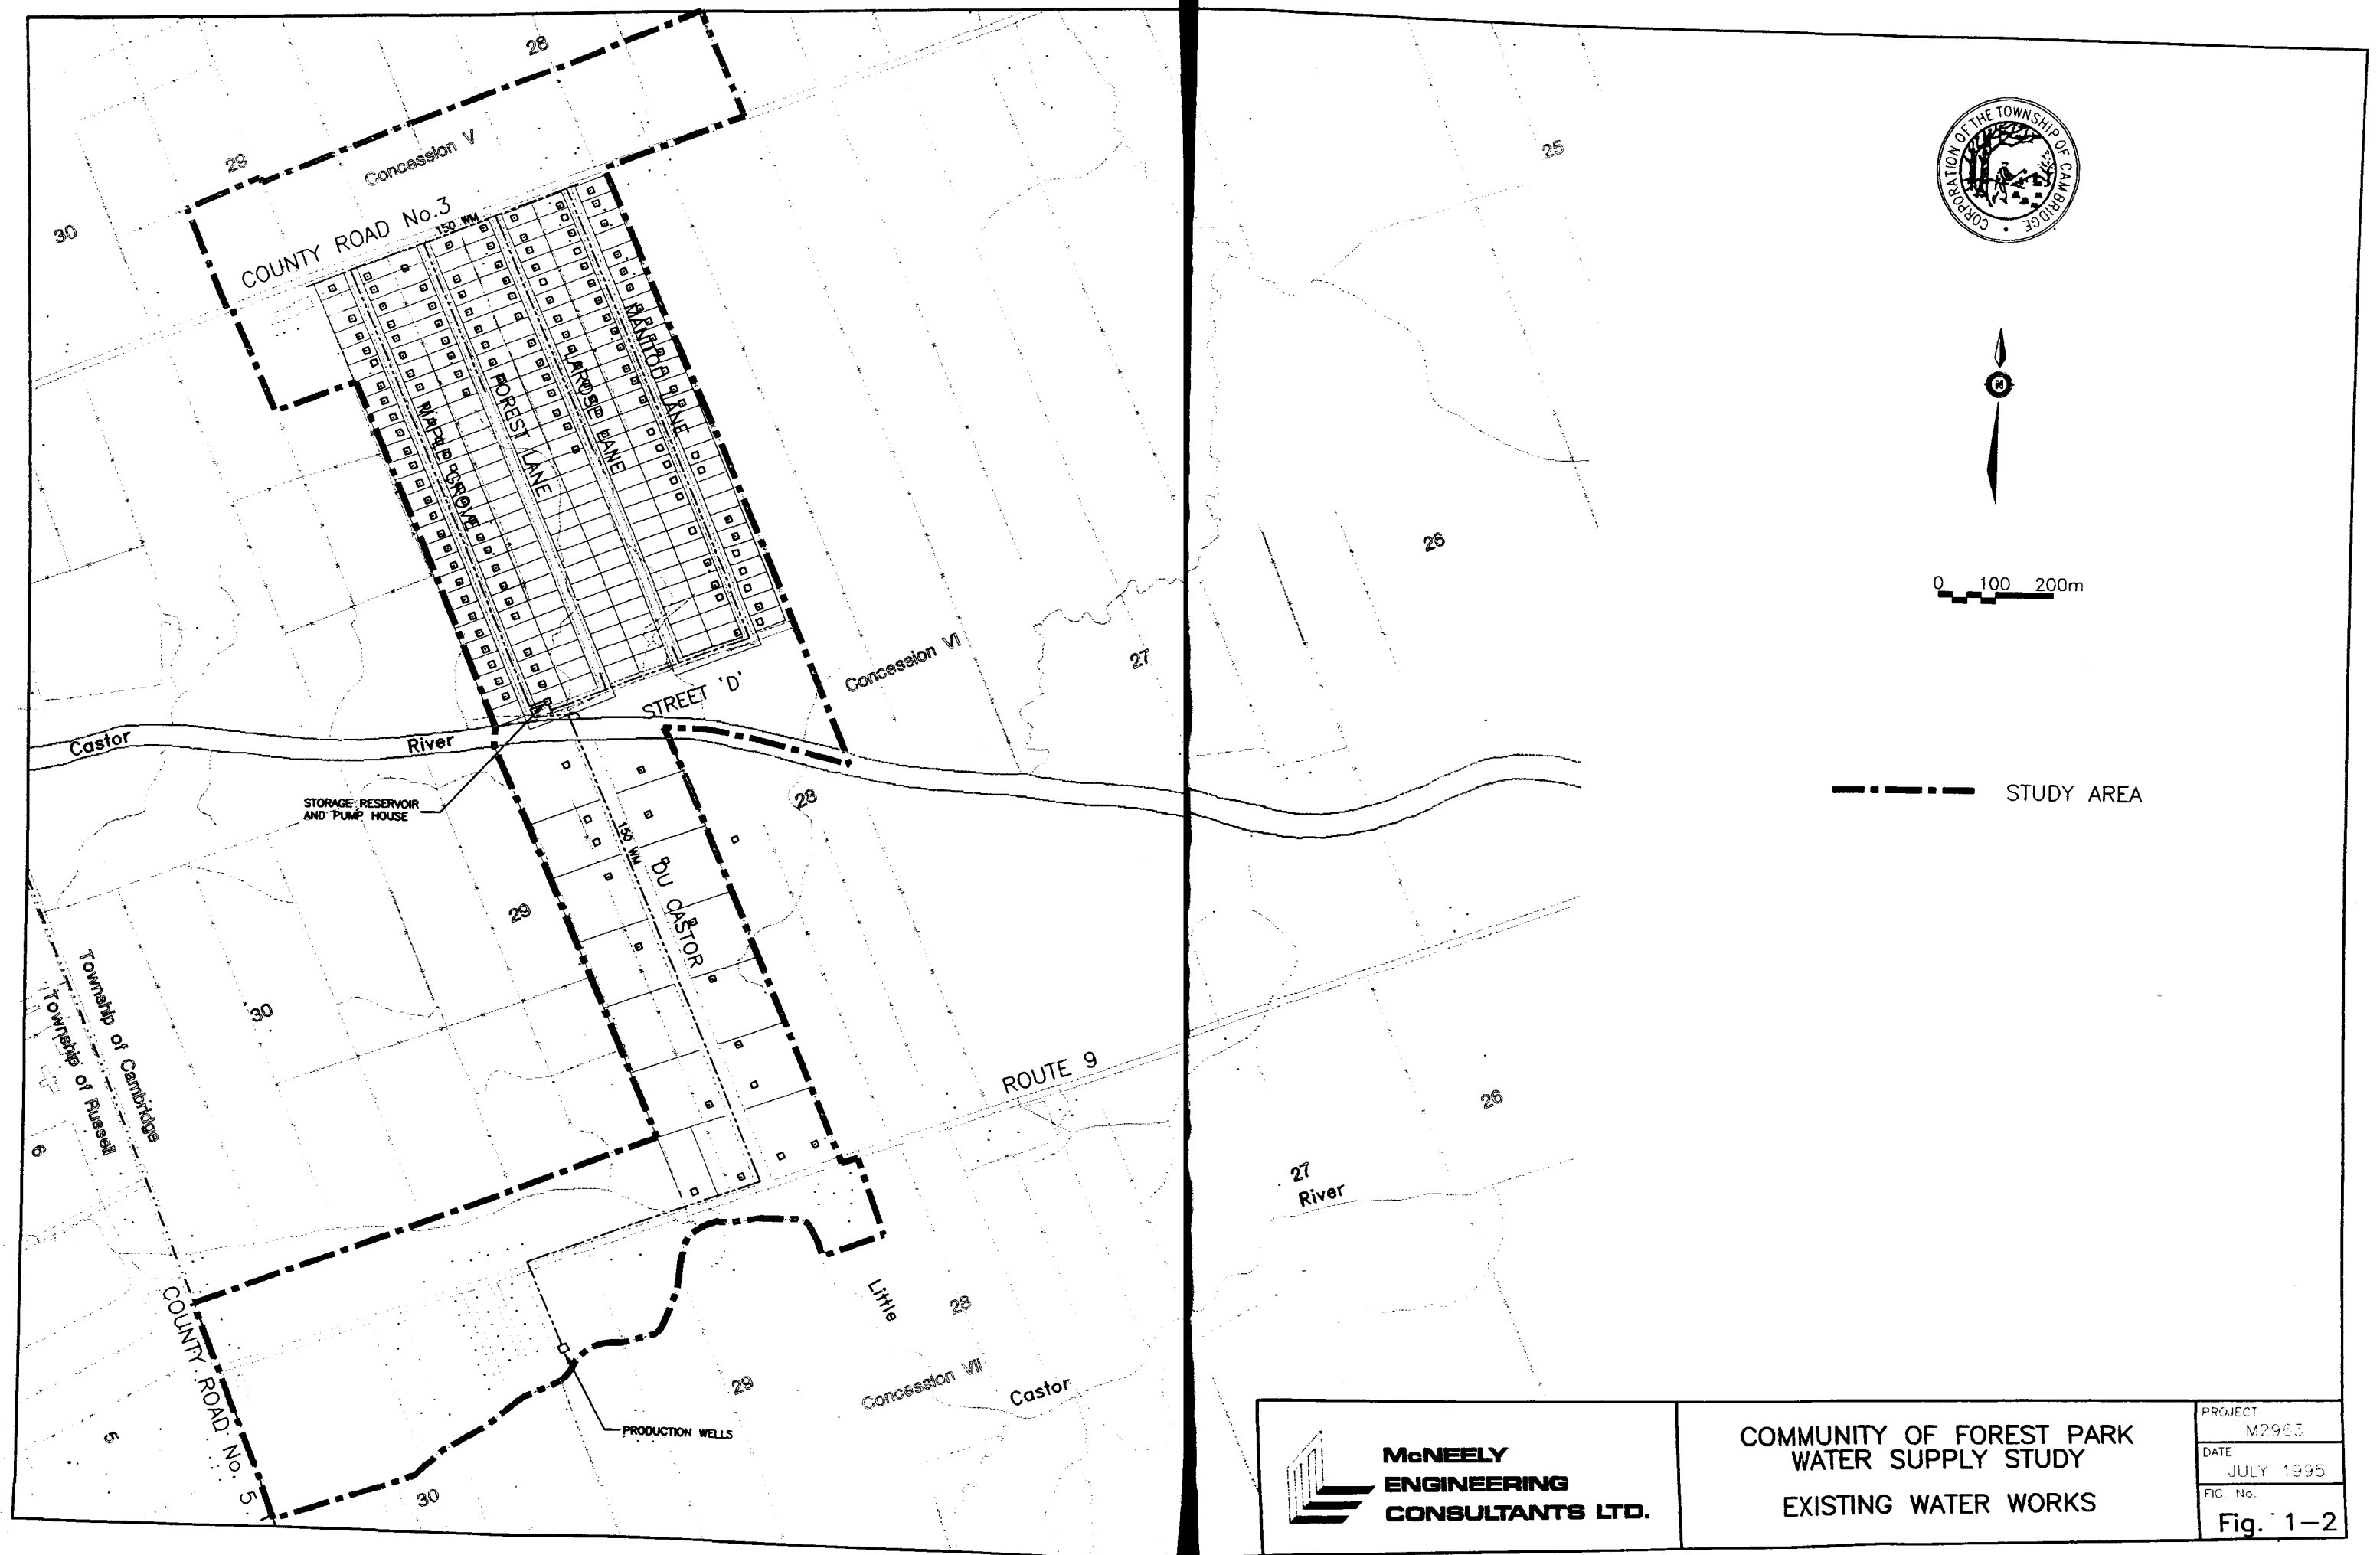 28
29
Concession V
30
COUNTY ROAD No.3
150 WM
MAPLE GROVE
FOREST LANE
LAROSE LANE
MANITOU LANE
25
CORPORATION OF THE TOWNSHIP OF CAMBRIDGE
N
26
0 100 200m
Concession VI
27
STREET 'D'
Castor
River
STORAGE RESERVOIR
AND PUMP HOUSE
28
STUDY AREA
150 WM
DU CASTOR
29
30
Township of Cambridge
Township of Russell
6
ROUTE 9
26
27
River
COUNTY ROAD No. 5
Little
28
29
Concession VII
Castor
PRODUCTION WELLS
5
30
McNEELY
ENGINEERING
CONSULTANTS LTD.
COMMUNITY OF FOREST PARK
WATER SUPPLY STUDY
EXISTING WATER WORKS
PROJECT
M2963
DATE
JULY 1995
FIG. No.
Fig. 1-2